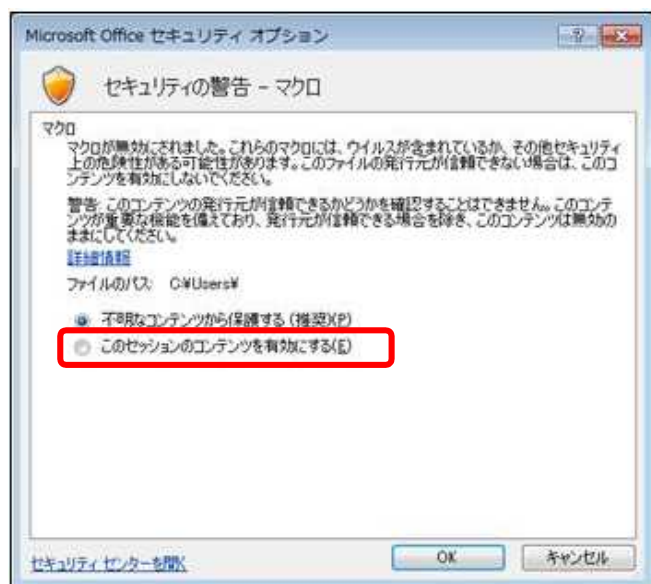 Microsoft Office セキュリティ オプション
セキュリティの警告 - マクロ
マクロ
マクロが無効にされました。これらのマクロには、ウイルスが含まれているか、その他セキュリティ
上の危険性がある可能性があります。このファイルの発行元が信頼できない場合は、このコ
ンテンツを有効にしないでください。
警告: このコンテンツの発行元が信頼できるかどうかを確認することはできません。このコンテ
ンツが重要な機能を備えており、発行元が信頼できる場合を除き、このコンテンツは無効の
ままにしてください。
詳細情報
ファイルのパス: C¥Users¥
不明なコンテンツから保護する (推奨)(P)
このセッションのコンテンツを有効にする(E)
セキュリティ センターを開く
OK
キャンセル